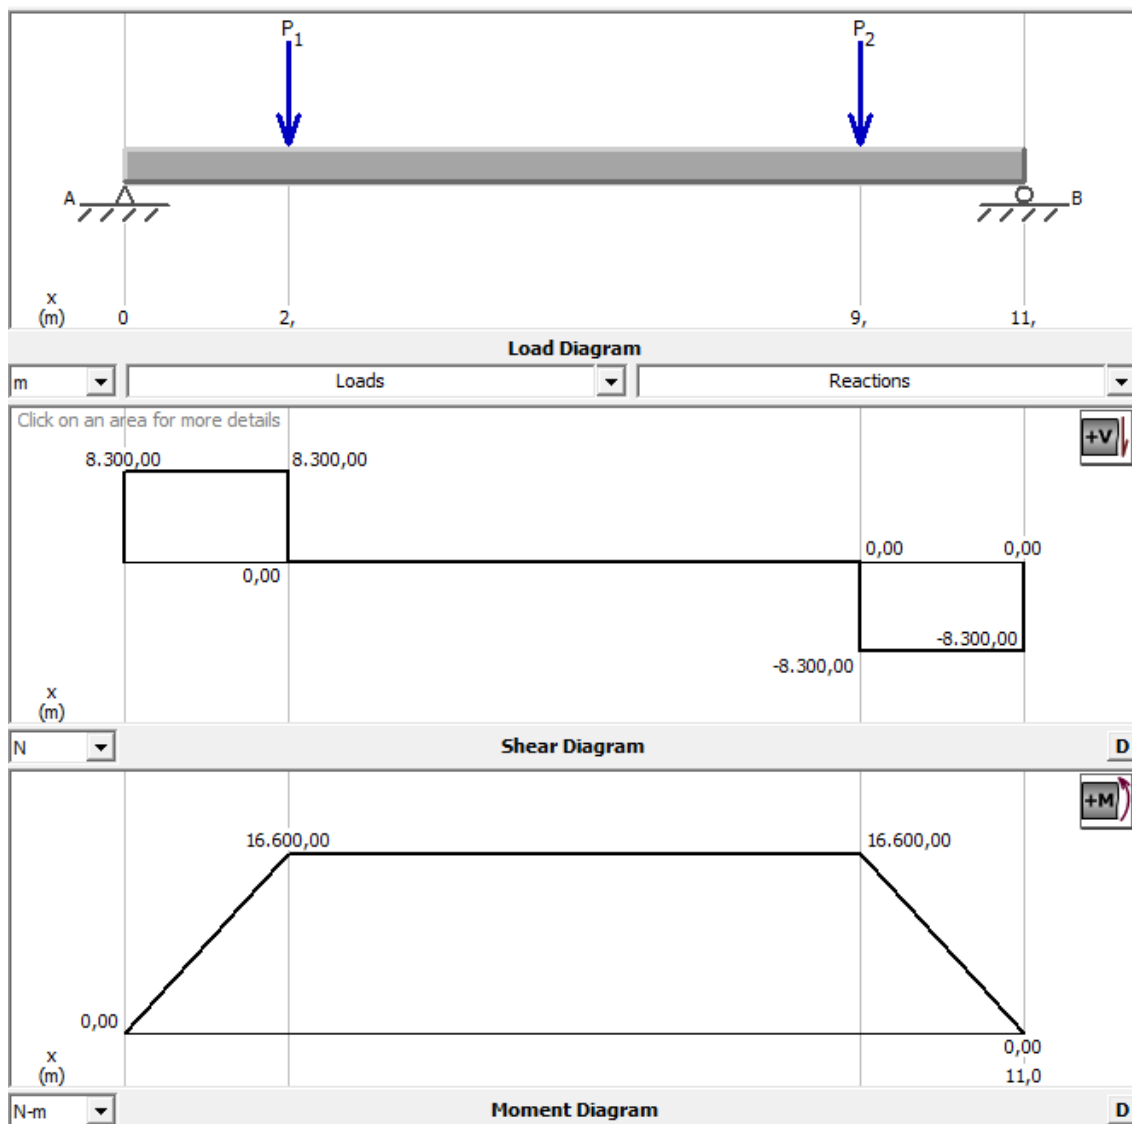 P1 P2
A B
x
(m) 0 2, 9, 11,
Load Diagram
m Loads Reactions
Click on an area for more details
+V
8.300,00 8.300,00
0,00 0,00
0,00
-8.300,00
-8.300,00
x
(m)
N Shear Diagram D
+M
16.600,00 16.600,00
0,00
0,00
x
(m) 11,0
N-m Moment Diagram D